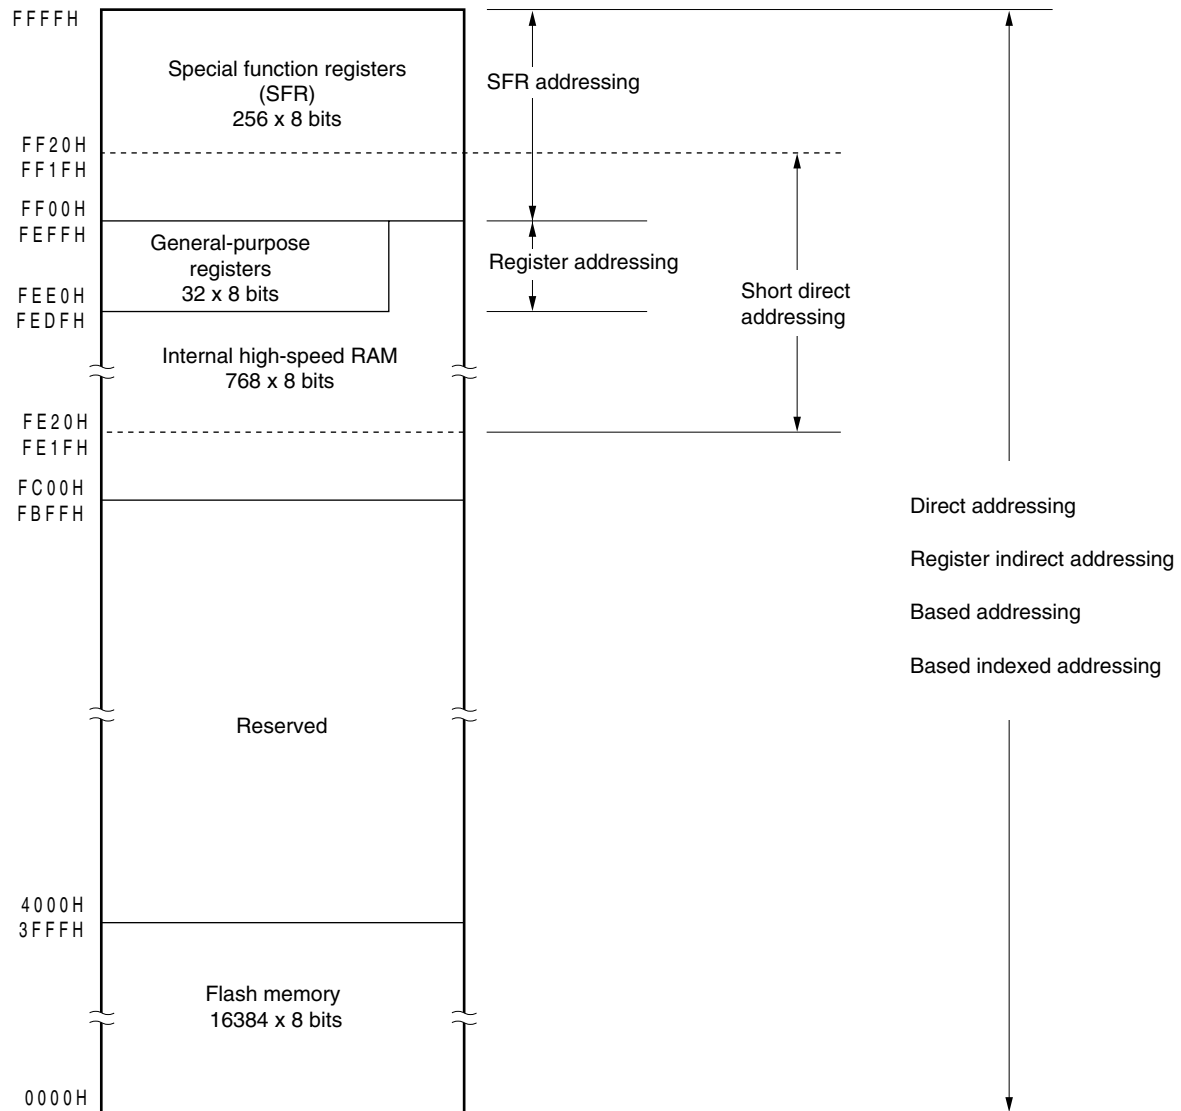 FFFFH
Special function registers
(SFR)
256 x 8 bits
SFR addressing
FF20H
FF1FH
FF00H
FEFFH
General-purpose
registers
32 x 8 bits
Register addressing
Short direct
addressing
FEE0H
FEDFH
Internal high-speed RAM
768 x 8 bits
FE20H
FE1FH
FC00H
FBFFH
Direct addressing
Register indirect addressing
Based addressing
Based indexed addressing
Reserved
4000H
3FFFH
Flash memory
16384 x 8 bits
0000H